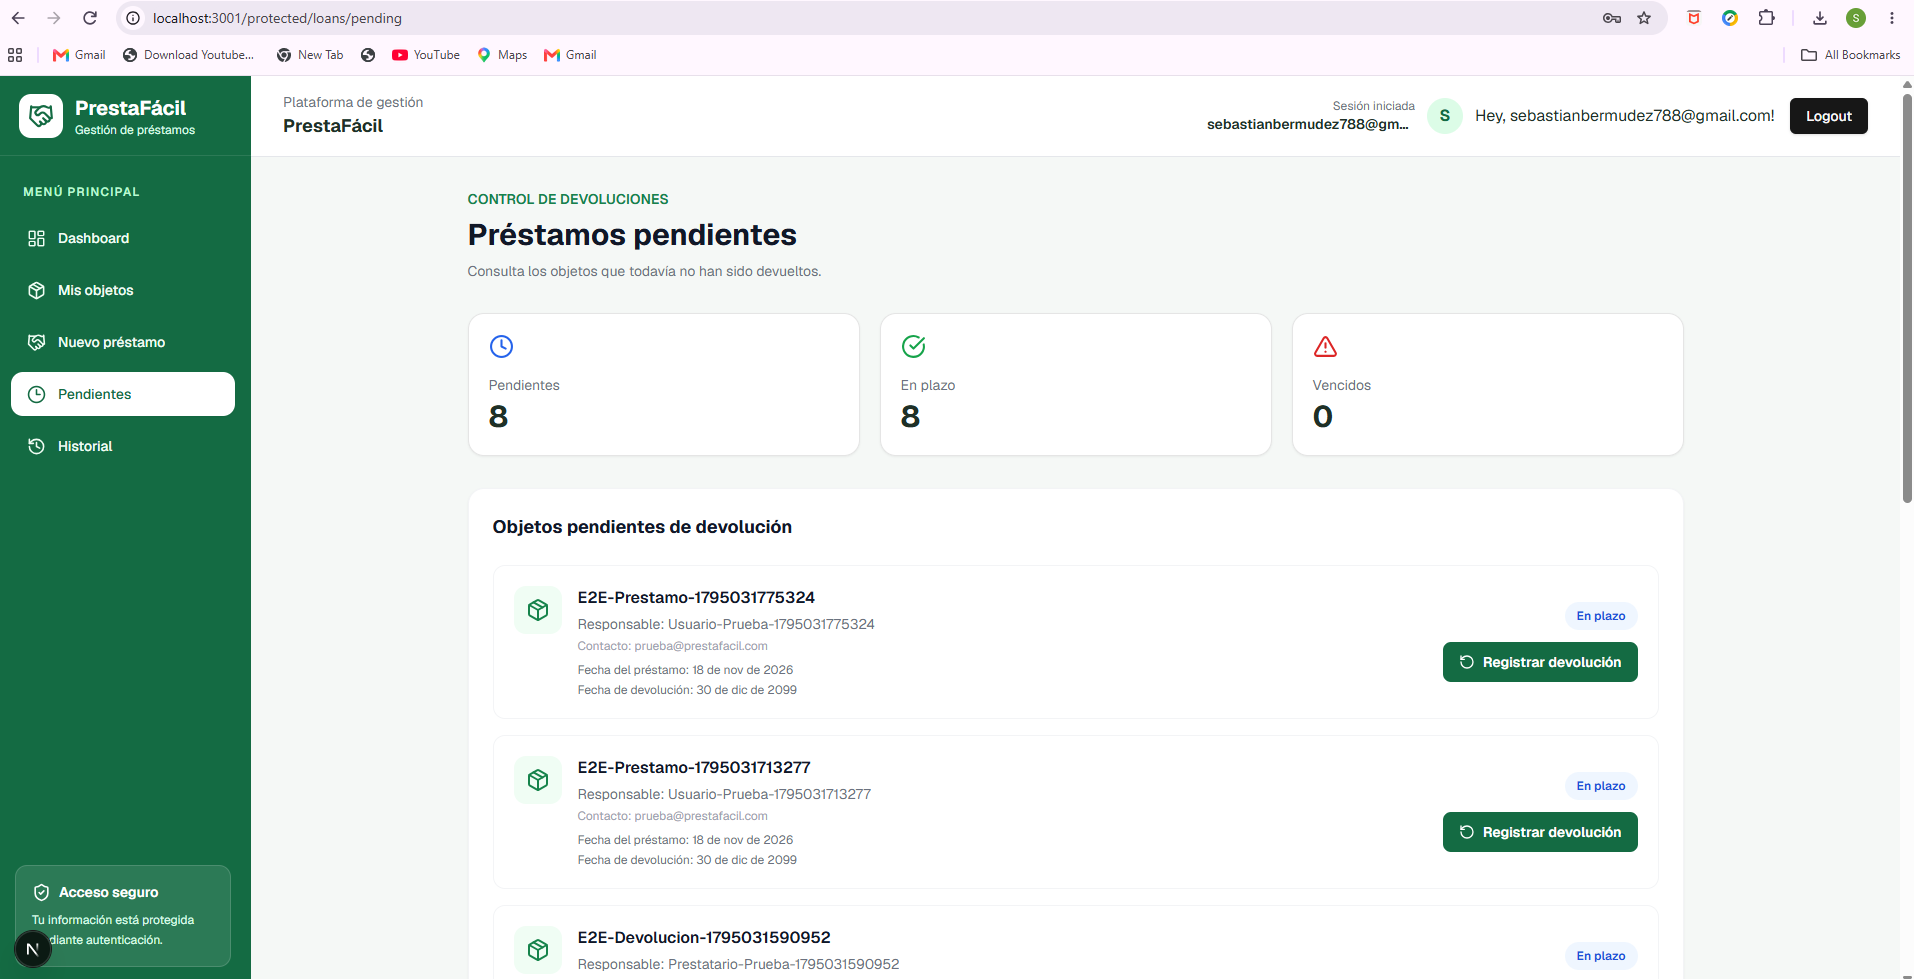 localhost:3001/protected/loans/pending
S
Gmail
Download Youtube...
New Tab
YouTube
Maps
Gmail
All Bookmarks
PrestaFácil
Gestión de préstamos
MENÚ PRINCIPAL
Dashboard
Mis objetos
Nuevo préstamo
Pendientes
Historial
Acceso seguro
Tu información está protegida
diante autenticación.
N
Plataforma de gestión
PrestaFácil
Sesión iniciada
sebastianbermudez788@gm...
S
Hey, sebastianbermudez788@gmail.com!
Logout
CONTROL DE DEVOLUCIONES
Préstamos pendientes
Consulta los objetos que todavía no han sido devueltos.
Pendientes
8
En plazo
8
Vencidos
0
Objetos pendientes de devolución
E2E-Prestamo-1795031775324
Responsable: Usuario-Prueba-1795031775324
Contacto: prueba@prestafacil.com
Fecha del préstamo: 18 de nov de 2026
Fecha de devolución: 30 de dic de 2099
En plazo
Registrar devolución
E2E-Prestamo-1795031713277
Responsable: Usuario-Prueba-1795031713277
Contacto: prueba@prestafacil.com
Fecha del préstamo: 18 de nov de 2026
Fecha de devolución: 30 de dic de 2099
En plazo
Registrar devolución
E2E-Devolucion-1795031590952
Responsable: Prestatario-Prueba-1795031590952
En plazo